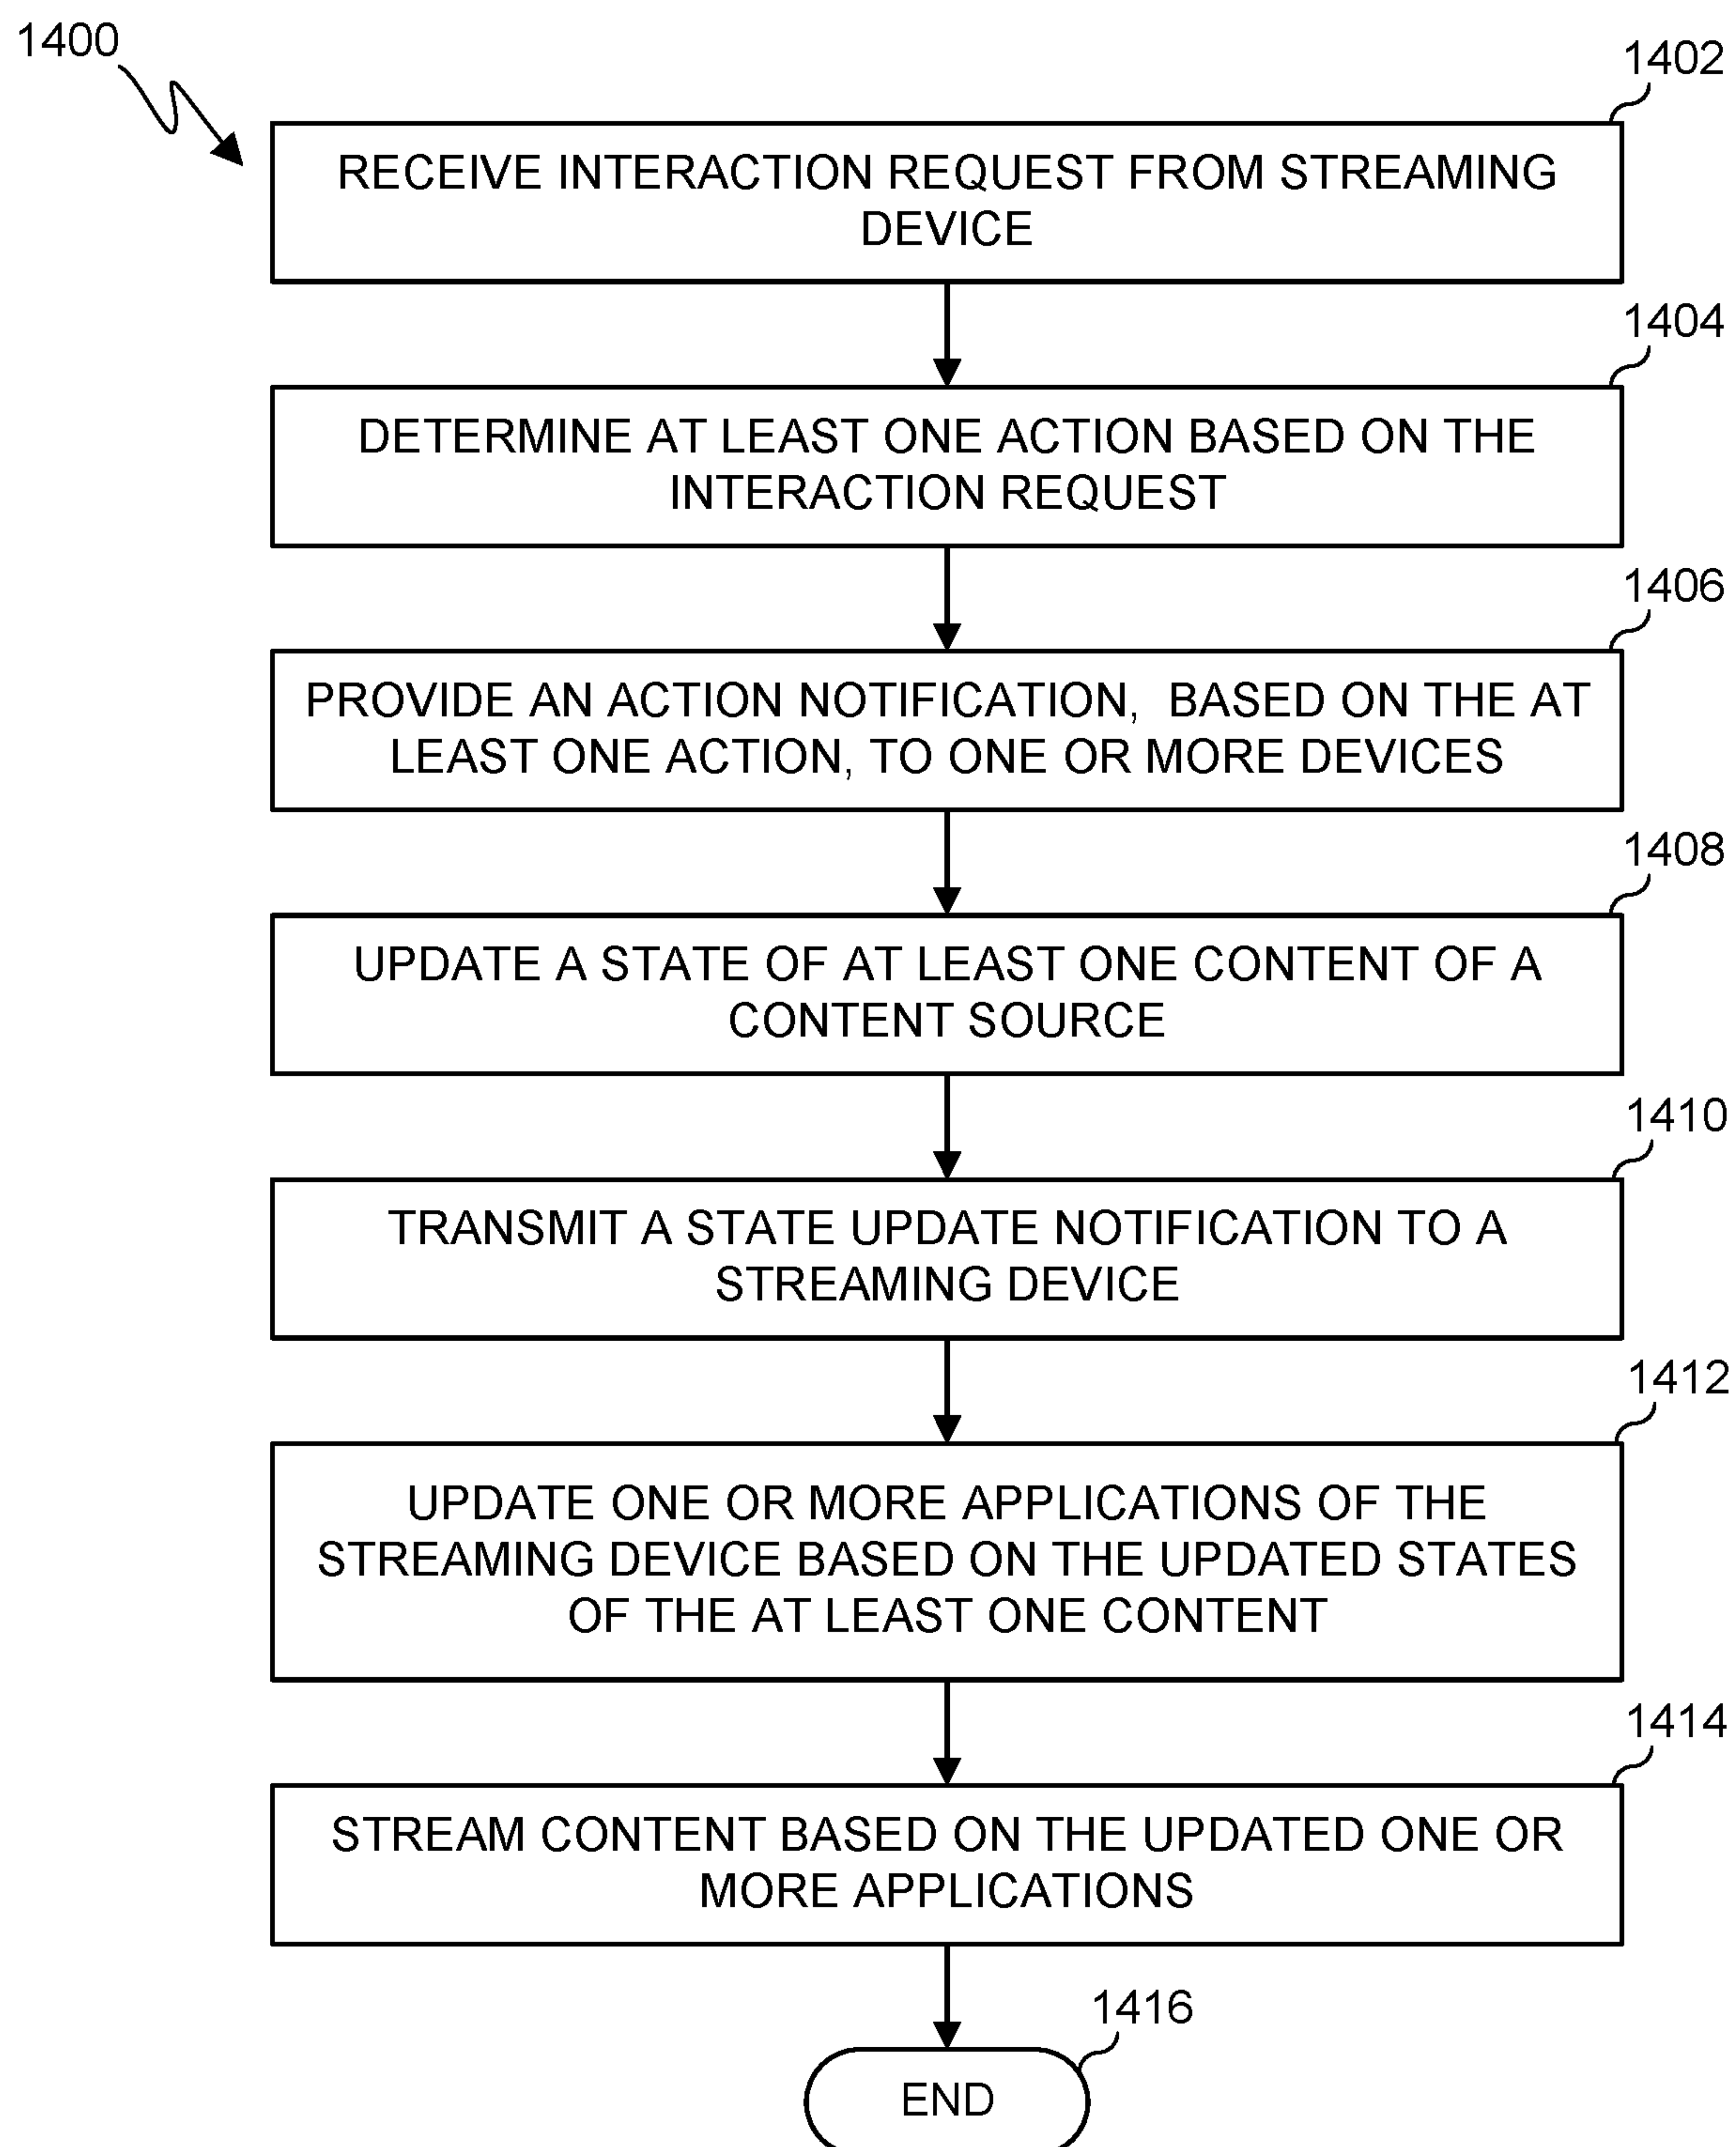 1400
1402
RECEIVE INTERACTION REQUEST FROM STREAMING
DEVICE
1404
DETERMINE AT LEAST ONE ACTION BASED ON THE
INTERACTION REQUEST
1406
PROVIDE AN ACTION NOTIFICATION, BASED ON THE AT
LEAST ONE ACTION, TO ONE OR MORE DEVICES
1408
UPDATE A STATE OF AT LEAST ONE CONTENT OF A
CONTENT SOURCE
1410
TRANSMIT A STATE UPDATE NOTIFICATION TO A
STREAMING DEVICE
1412
UPDATE ONE OR MORE APPLICATIONS OF THE
STREAMING DEVICE BASED ON THE UPDATED STATES
OF THE AT LEAST ONE CONTENT
1414
STREAM CONTENT BASED ON THE UPDATED ONE OR
MORE APPLICATIONS
1416
END